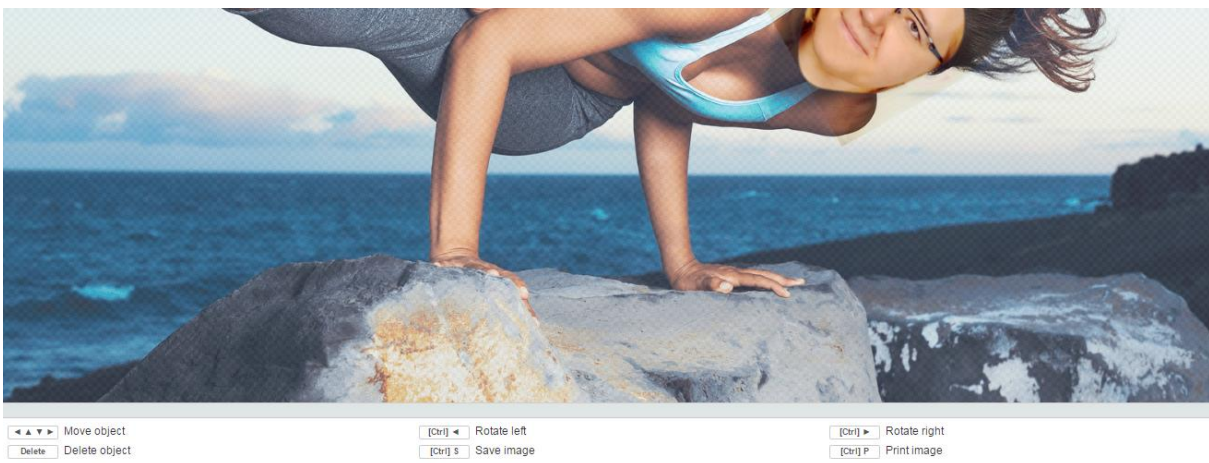 ◄ ▲ ▼ ► Move object [Ctrl] ◄ Rotate left [Ctrl] ► Rotate right
Delete Delete object [Ctrl] S Save image [Ctrl] P Print image